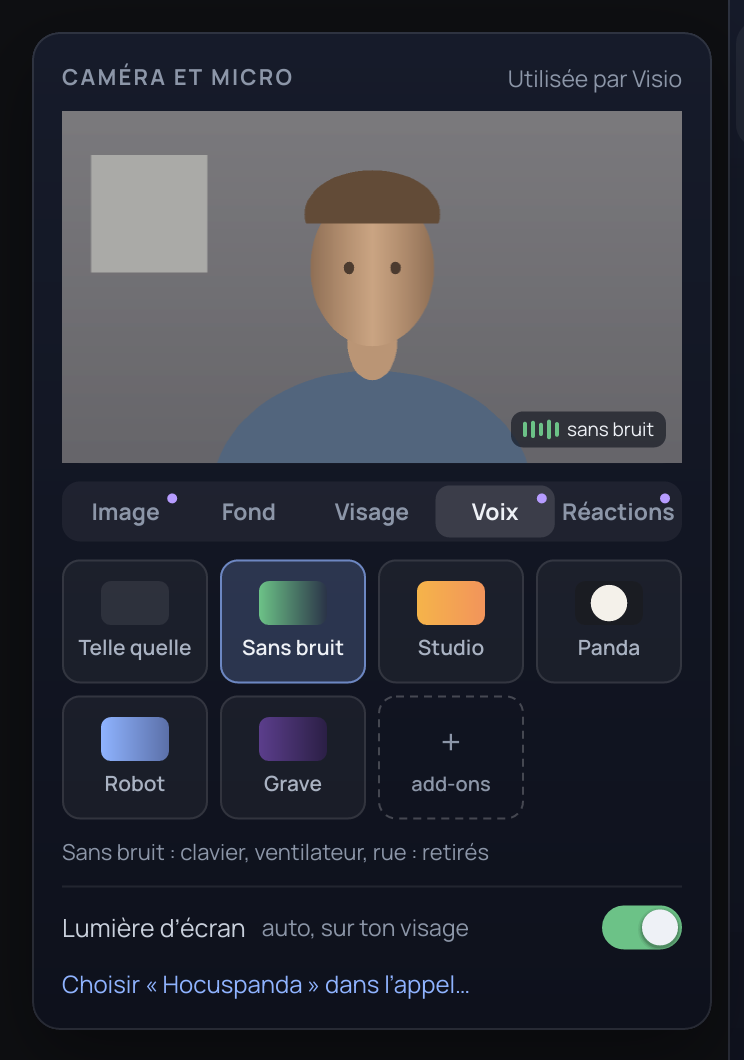 CAMÉRA ET MICRO
Utilisée par Visio
sans bruit
Image Fond Visage Voix Réactions
Telle quelle Sans bruit Studio Panda
Robot Grave + add-ons
Sans bruit : clavier, ventilateur, rue : retirés
Lumière d’écran auto, sur ton visage
Choisir « Hocuspanda » dans l’appel…